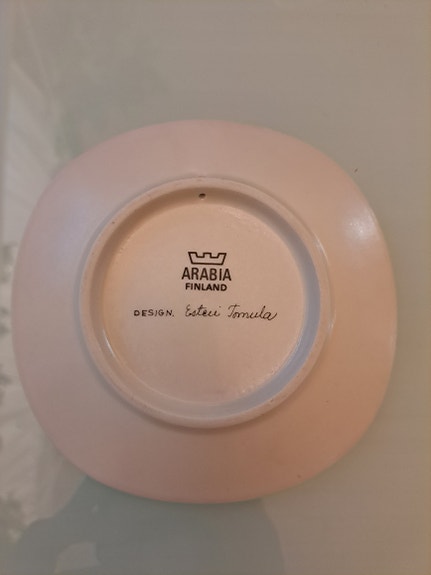 ARABIA
FINLAND
DESIGN. Esteri Tomula